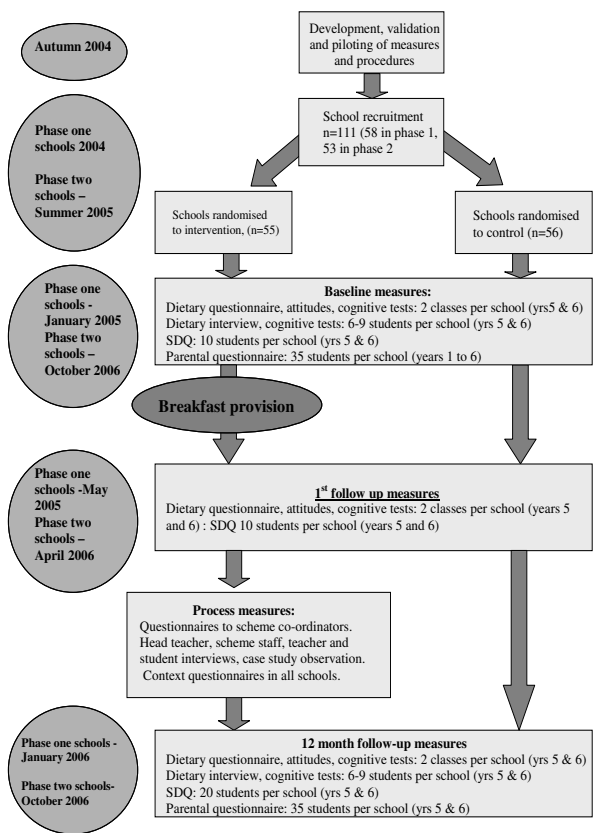 Autumn 2004
Development, validation
and piloting of measures
and procedures
School recruitment
n=111 (58 in phase 1,
53 in phase 2
Phase one
schools 2004
Phase two
schools –
Summer 2005
Schools randomised
to intervention, (n=55)
Schools randomised
to control (n=56)
Phase one
schools -
January 2005
Phase two
schools –
October 2006
Baseline measures:
Dietary questionnaire, attitudes, cognitive tests: 2 classes per school (yrs5 & 6)
Dietary interview, cognitive tests: 6-9 students per school (yrs 5 & 6)
SDQ: 10 students per school (yrs 5 & 6)
Parental questionnaire: 35 students per school (years 1 to 6)
Breakfast provision
Phase one
schools -May
2005
Phase two
schools –
April 2006
1st follow up measures
Dietary questionnaire, attitudes, cognitive tests: 2 classes per school (years 5
and 6) : SDQ 10 students per school (years 5 and 6)
Process measures:
Questionnaires to scheme co-ordinators.
Head teacher, scheme staff, teacher and
student interviews, case study observation.
Context questionnaires in all schools.
Phase one schools -
January 2006
Phase two schools-
October 2006
12 month follow-up measures
Dietary questionnaire, attitudes, cognitive tests: 2 classes per school (yrs 5 & 6)
Dietary interview, cognitive tests: 6-9 students per school (yrs 5 & 6)
SDQ: 20 students per school (yrs 5 & 6)
Parental questionnaire: 35 students per school (yrs 5 & 6)